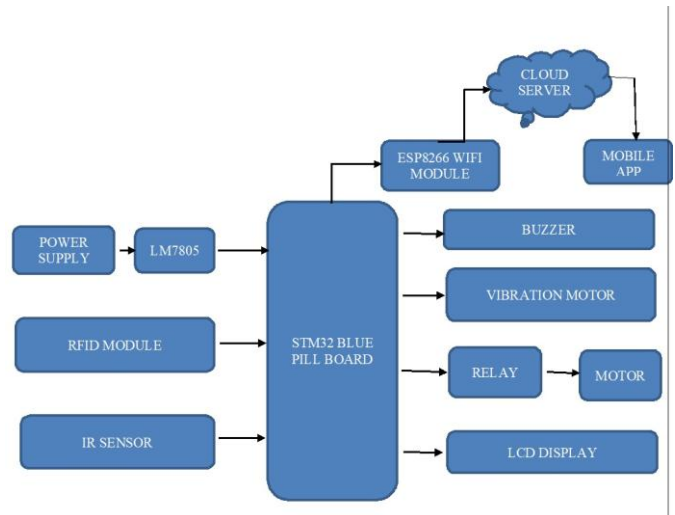 CLOUD
SERVER
ESP8266 WIFI
MODULE
MOBILE
APP
POWER
SUPPLY
LM7805
BUZZER
VIBRATION MOTOR
RFID MODULE
STM32 BLUE
PILL BOARD
RELAY
MOTOR
IR SENSOR
LCD DISPLAY